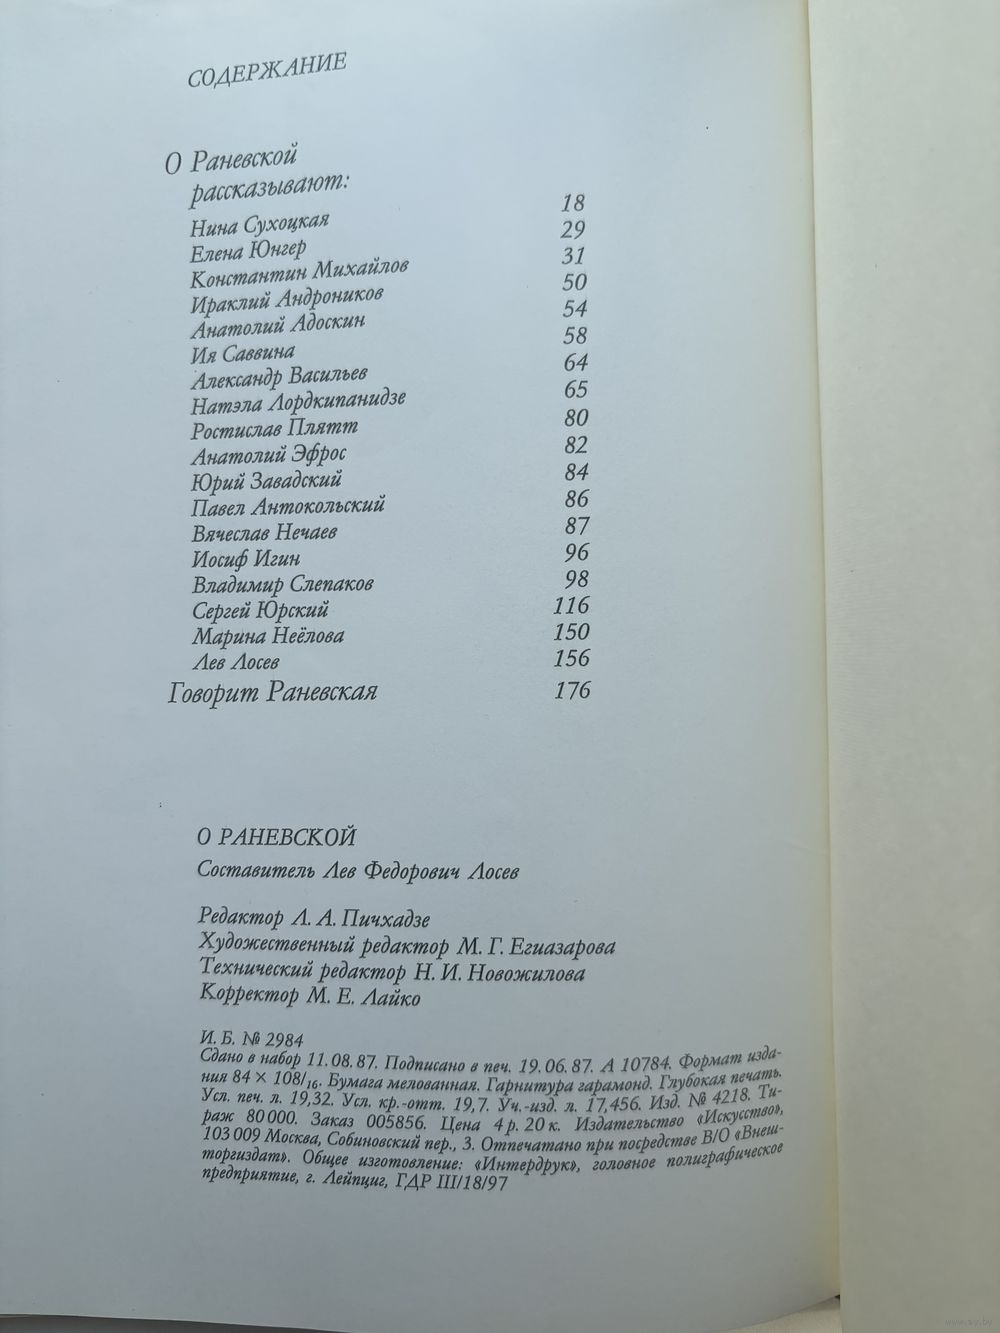 СОДЕРЖАНИЕ
О Раневской
рассказывают:
Нина Сухоцкая 18
Елена Юнгер 29
Константин Михайлов 31
Ираклий Андроников 50
Анатолий Адоскин 54
Ия Саввина 58
Александр Васильев 64
Натэла Лордкипанидзе 65
Ростислав Плятт 80
Анатолий Эфрос 82
Юрий Завадский 84
Павел Антокольский 86
Вячеслав Нечаев 87
Иосиф Игин 96
Владимир Слепаков 98
Сергей Юрский 116
Марина Неёлова 150
Лев Лосев 156
Говорит Раневская 176
О РАНЕВСКОЙ
Составитель Лев Федорович Лосев
Редактор Л. А. Пичхадзе
Художественный редактор М. Г. Егиазарова
Технический редактор Н. И. Новожилова
Корректор М. Е. Лайко
И. Б. № 2984
Сдано в набор 11.08.87. Подписано в печ. 19.06.87. А 10784. Формат изда-
ния 84 × 108/16. Бумага мелованная. Гарнитура гарамонд. Глубокая печать.
Усл. печ. л. 19,32. Усл. кр.-отт. 19,7. Уч.-изд. л. 17,456. Изд. № 4218. Ти-
раж 80 000. Заказ 005856. Цена 4 р. 20 к. Издательство «Искусство»,
103 009 Москва, Собиновский пер., 3. Отпечатано при посредстве В/О «Внеш-
торгиздат». Общее изготовление: «Интердрук», головное полиграфическое
предприятие, г. Лейпциг, ГДР III/18/97
www.ay.by